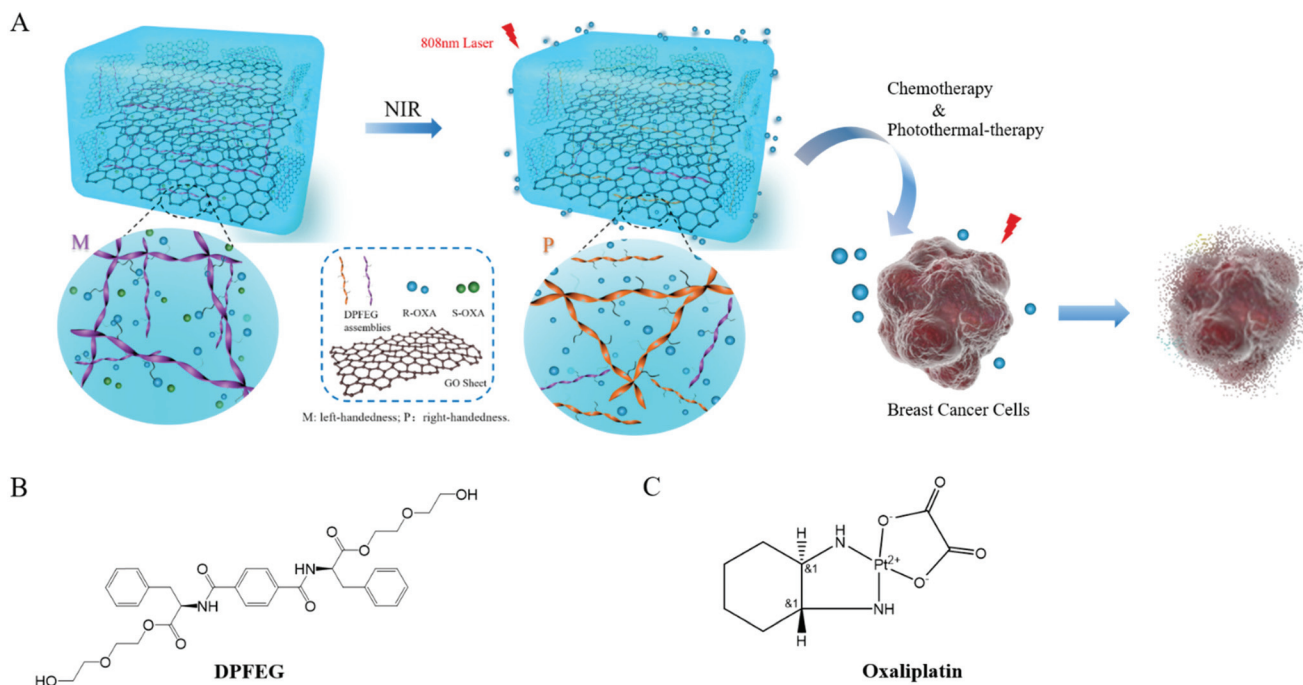 A
808nm Laser
NIR
Chemotherapy
&
Photothermal-therapy
M
P
DPFEG
assemblies
R-OXA
S-OXA
GO Sheet
M: left-handedness; P: right-handedness.
Breast Cancer Cells
B
OH
O
O
O
O
HN
O
O
NH
O
O
O
HO
DPFEG
C
H
NH
O-
O
&1
Pt2+
O
&1
O-
NH
H
Oxaliplatin